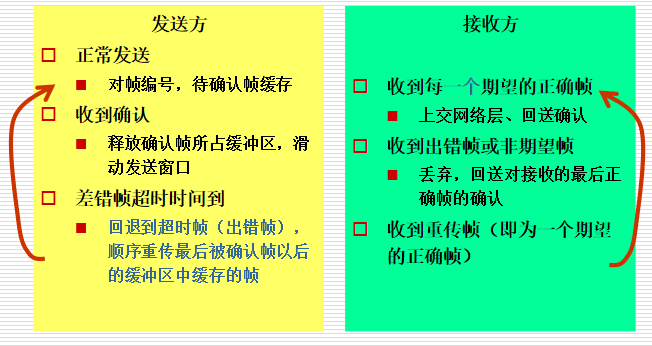 发送方
正常发送
对帧编号，待确认帧缓存
收到确认
释放确认帧所占缓冲区，滑
动发送窗口
差错帧超时时间到
回退到超时帧（出错帧），
顺序重传最后被确认帧以后
的缓冲区中缓存的帧
接收方
收到每一个期望的正确帧
上交网络层、回送确认
收到出错帧或非期望帧
丢弃，回送对接收的最后正
确帧的确认
收到重传帧（即为一个期望
的正确帧）